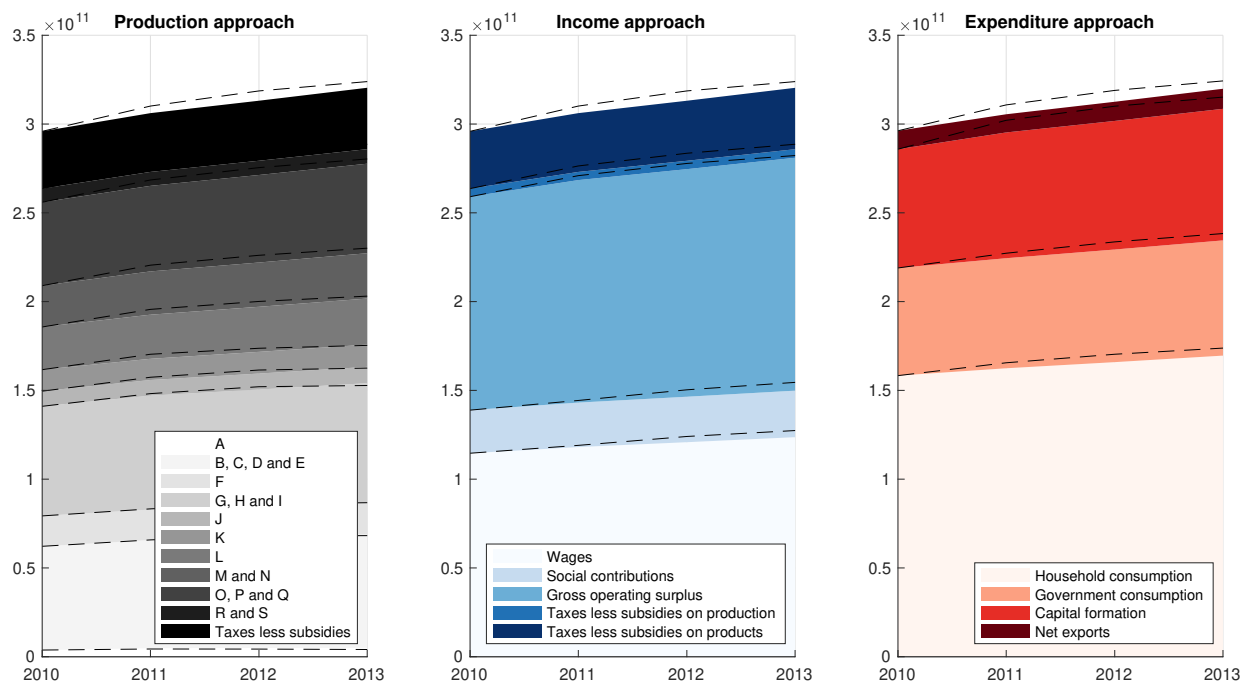 ×10^11
Production approach
3.5
3
2.5
2
1.5
1
0.5
0
A
B, C, D and E
F
G, H and I
J
K
L
M and N
O, P and Q
R and S
Taxes less subsidies
2010 2011 2012 2013
×10^11
Income approach
3.5
3
2.5
2
1.5
1
0.5
0
Wages
Social contributions
Gross operating surplus
Taxes less subsidies on production
Taxes less subsidies on products
2010 2011 2012 2013
×10^11
Expenditure approach
3.5
3
2.5
2
1.5
1
0.5
0
Household consumption
Government consumption
Capital formation
Net exports
2010 2011 2012 2013